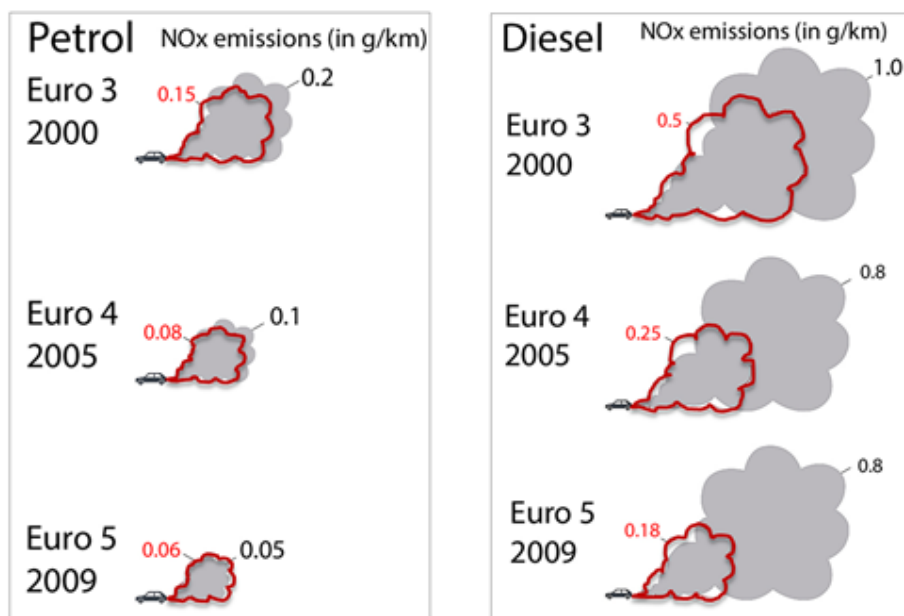 Petrol NOx emissions (in g/km)
Euro 3
2000
0.15
0.2
Euro 4
2005
0.08
0.1
Euro 5
2009
0.06
0.05
Diesel NOx emissions (in g/km)
Euro 3
2000
0.5
1.0
Euro 4
2005
0.25
0.8
Euro 5
2009
0.18
0.8